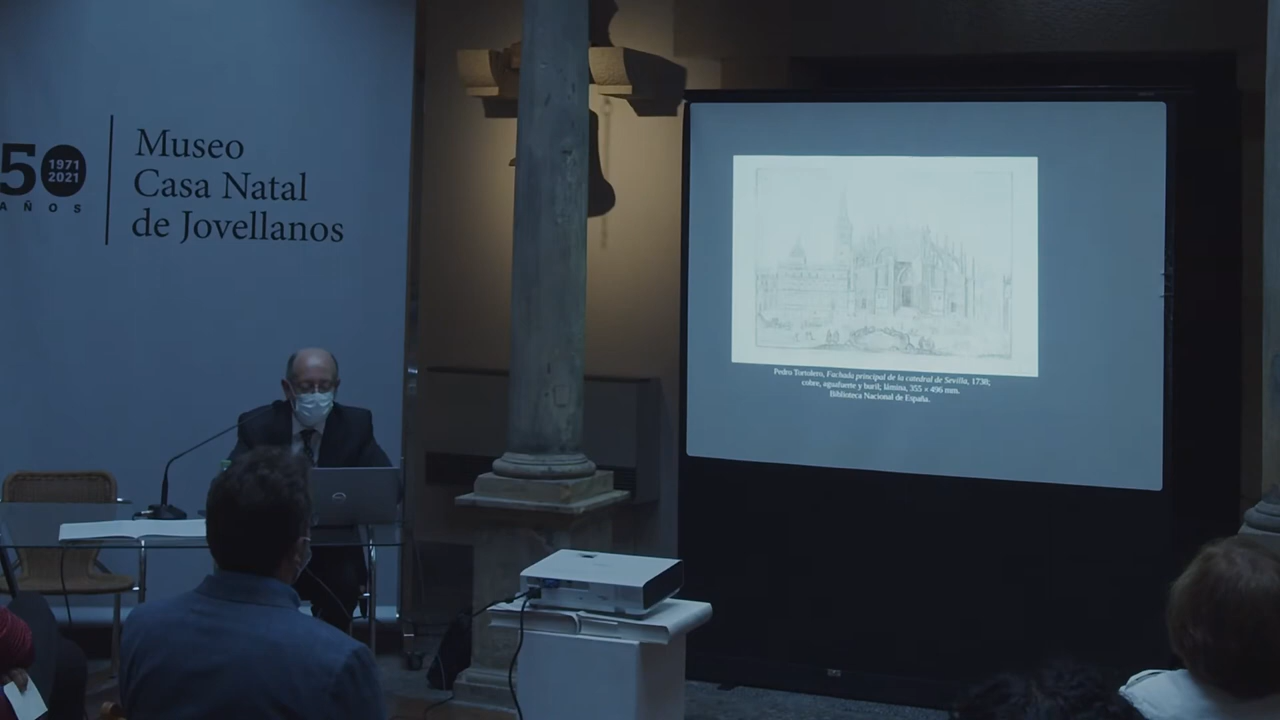 50
1971
2021
AÑOS
Museo
Casa Natal
de Jovellanos
Pedro Tortolero, Fachada principal de la catedral de Sevilla, 1738;
cobre, aguafuerte y buril; lámina, 355 × 496 mm.
Biblioteca Nacional de España.